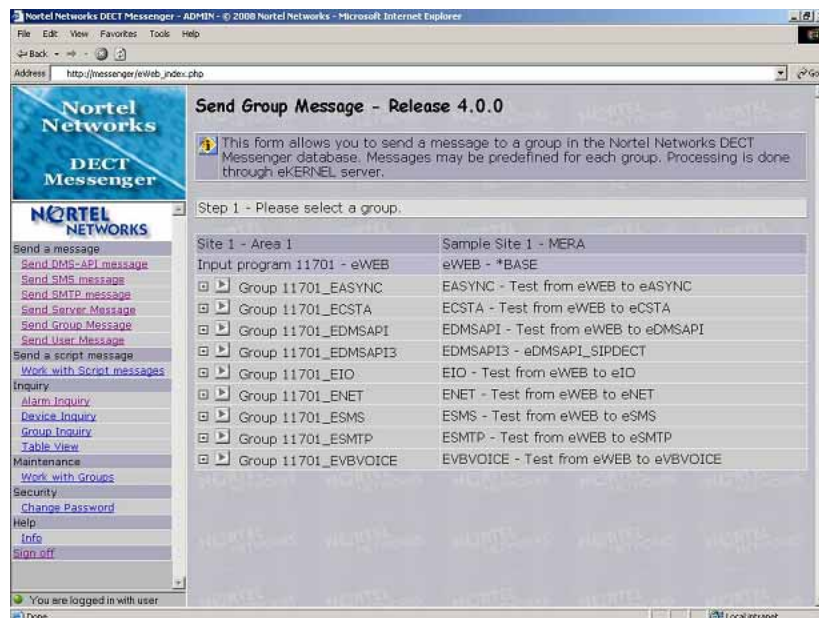 Nortel Networks DECT Messenger - ADMIN - © 2008 Nortel Networks - Microsoft Internet Explorer
File Edit View Favorites Tools Help
Back
Address http://messenger/eWeb_index.php Go
Nortel
Networks
DECT
Messenger
NORTEL
NETWORKS
Send a message
Send DMS-API message
Send SMS message
Send SMTP message
Send Server Message
Send Group Message
Send User Message
Send a script message
Work with Script messages
Inquiry
Alarm Inquiry
Device Inquiry
Group Inquiry
Table View
Maintenance
Work with Groups
Security
Change Password
Help
Info
Sign off
You are logged in with user
Send Group Message - Release 4.0.0
This form allows you to send a message to a group in the Nortel Networks DECT
Messenger database. Messages may be predefined for each group. Processing is done
through eKERNEL server.
Step 1 - Please select a group.
Site 1 - Area 1 Sample Site 1 - MERA
Input program 11701 - eWEB eWEB - *BASE
Group 11701_EASYNC EASYNC - Test from eWEB to eASYNC
Group 11701_ECSTA ECSTA - Test from eWEB to eCSTA
Group 11701_EDMSAPI EDMSAPI - Test from eWEB to eDMSAPI
Group 11701_EDMSAPI3 EDMSAPI3 - eDMSAPI_SIPDECT
Group 11701_EIO EIO - Test from eWEB to eIO
Group 11701_ENET ENET - Test from eWEB to eNET
Group 11701_ESMS ESMS - Test from eWEB to eSMS
Group 11701_ESMTP ESMTP - Test from eWEB to eSMTP
Group 11701_EVBVOICE EVBVOICE - Test from eWEB to eVBVOICE
Done Local intranet